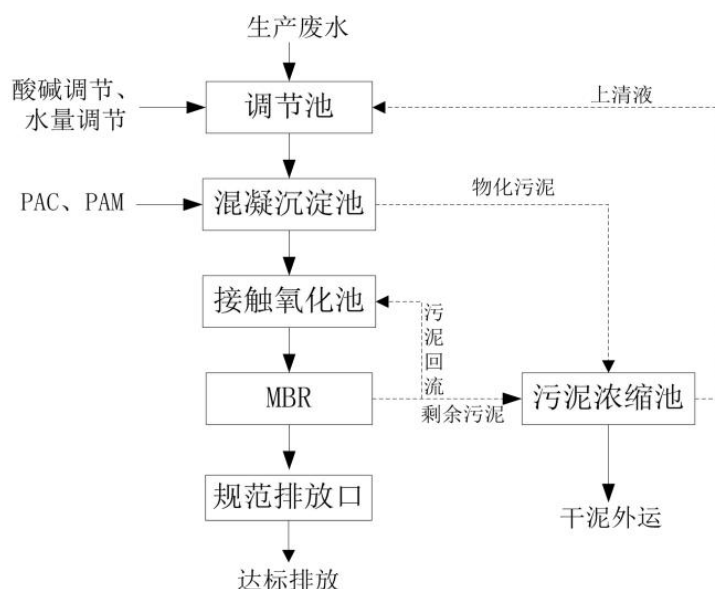 生产废水
酸碱调节、
水量调节
调节池
上清液
PAC、PAM
混凝沉淀池
物化污泥
接触氧化池
污泥回流
MBR
剩余污泥
污泥浓缩池
规范排放口
干泥外运
达标排放